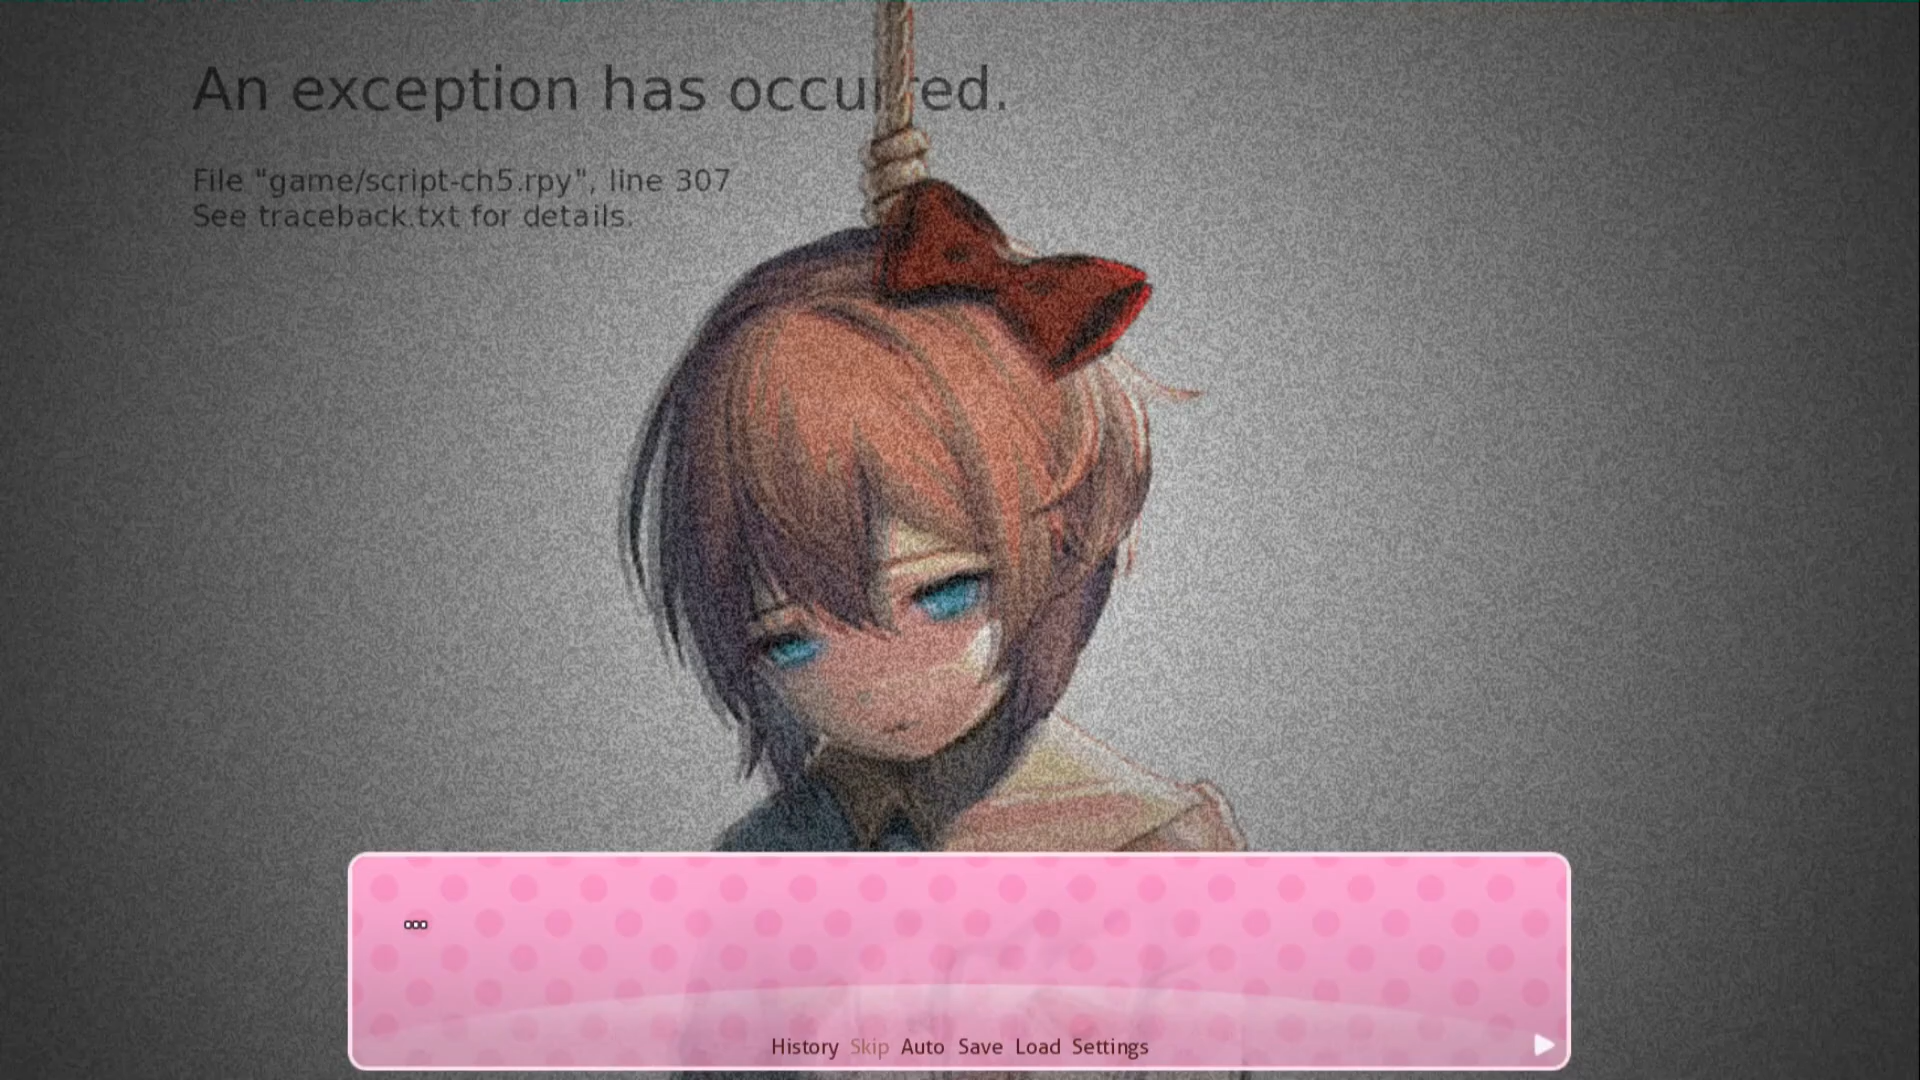 An exception has occurred.
File "game/script-ch5.rpy", line 307
See traceback.txt for details.
...
History Skip Auto Save Load Settings